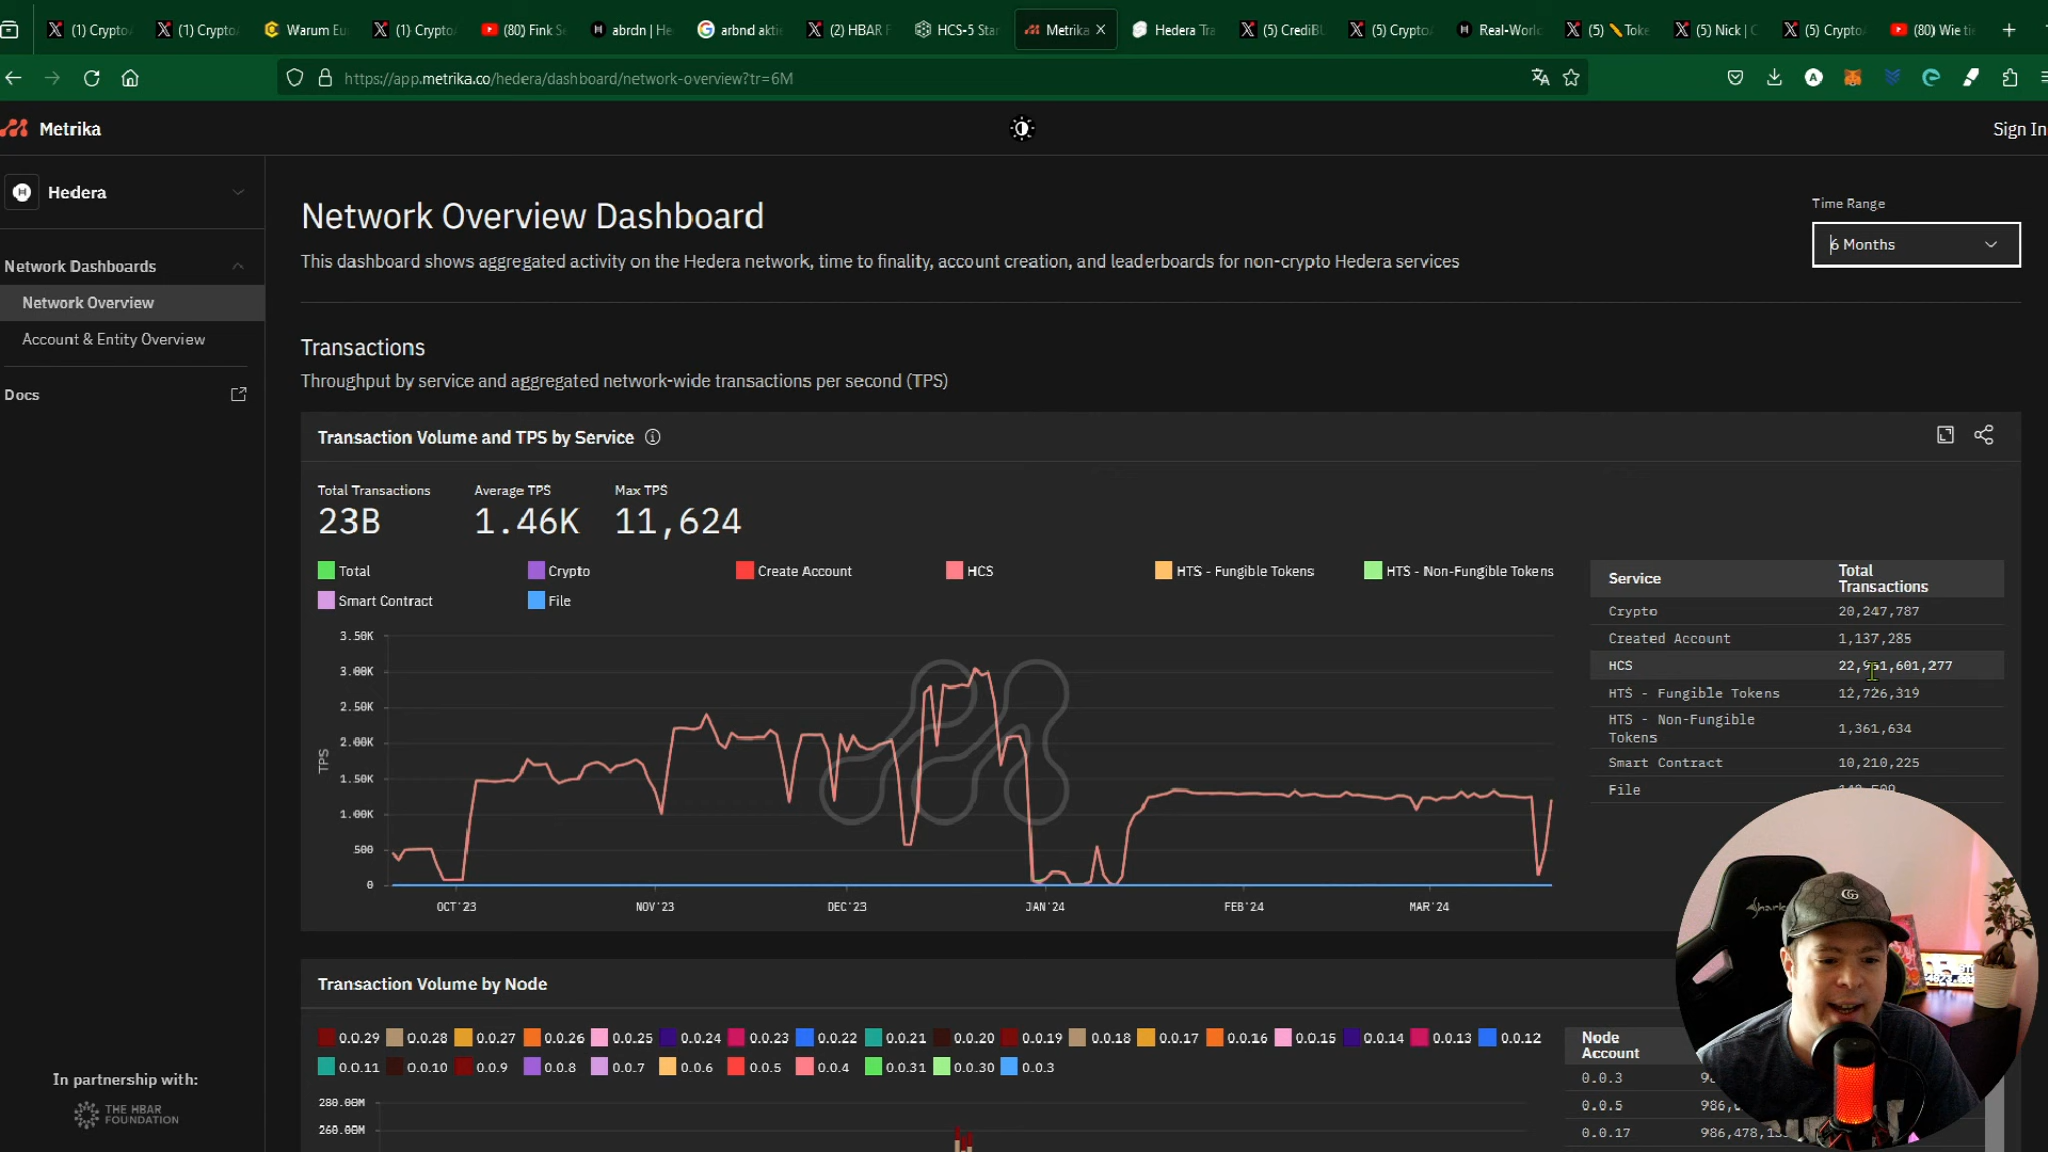 (1) Crypto
(1) Crypto
Warum Eu
(1) Crypto
(80) Fink Se
abrdn | He
arbnd akti
(2) HBAR F
HCS-5 Stan
Metrika
Hedera Tra
(5) CrediBU
(5) Crypto
Real-World
(5) ✏️Toke
(5) Nick | C
(5) Crypto
(80) Wie tie
https://app.metrika.co/hedera/dashboard/network-overview?tr=6M
Metrika
Sign In
Hedera
Network Dashboards
Network Overview
Account & Entity Overview
Docs
In partnership with:
THE HBAR
FOUNDATION
Network Overview Dashboard
This dashboard shows aggregated activity on the Hedera network, time to finality, account creation, and leaderboards for non-crypto Hedera services
Time Range
6 Months
Transactions
Throughput by service and aggregated network-wide transactions per second (TPS)
Transaction Volume and TPS by Service
Total Transactions Average TPS Max TPS
23B 1.46K 11,624
Total Crypto Create Account HCS HTS - Fungible Tokens HTS - Non-Fungible Tokens
Smart Contract File
TPS
3.50K
3.00K
2.50K
2.00K
1.50K
1.00K
500
0
OCT'23 NOV'23 DEC'23 JAN'24 FEB'24 MAR'24
Service Total
Transactions
Crypto 20,247,787
Created Account 1,137,285
HCS
HTS - Fungible Tokens 12,726,319
HTS - Non-Fungible
Tokens 1,361,634
Smart Contract 10,210,225
File
Transaction Volume by Node
0.0.29 0.0.28 0.0.27 0.0.26 0.0.25 0.0.24 0.0.23 0.0.22 0.0.21 0.0.20 0.0.19 0.0.18 0.0.17 0.0.16 0.0.15 0.0.14 0.0.13 0.0.12
0.0.11 0.0.10 0.0.9 0.0.8 0.0.7 0.0.6 0.0.5 0.0.4 0.0.31 0.0.30 0.0.3
280.00M
260.00M
Node
Account
0.0.3
0.0.5
0.0.17